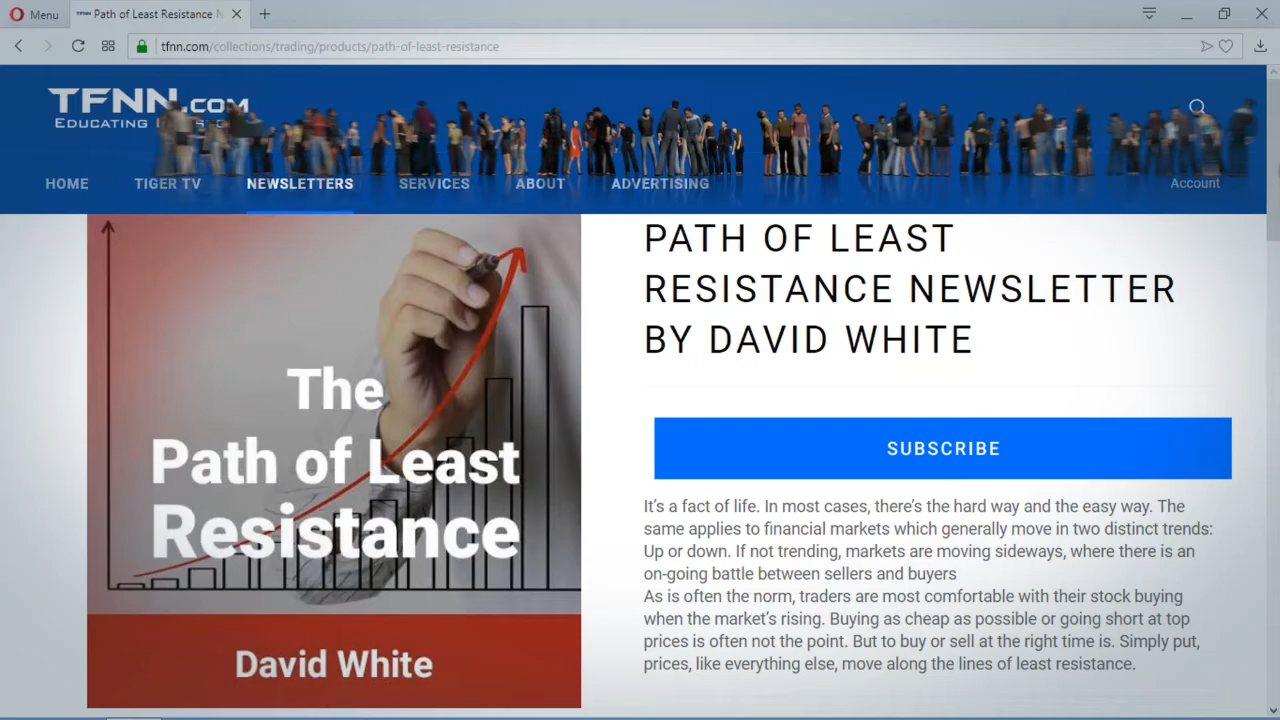 Menu
Path of Least Resistance N
tfnn.com/collections/trading/products/path-of-least-resistance
TFNN.COM
EDUCATING
HOME
TIGER TV
NEWSLETTERS
SERVICES
ABOUT
ADVERTISING
Account
The
Path of Least
Resistance
David White
PATH OF LEAST
RESISTANCE NEWSLETTER
BY DAVID WHITE
SUBSCRIBE
It’s a fact of life. In most cases, there’s the hard way and the easy way. The
same applies to financial markets which generally move in two distinct trends:
Up or down. If not trending, markets are moving sideways, where there is an
on-going battle between sellers and buyers
As is often the norm, traders are most comfortable with their stock buying
when the market’s rising. Buying as cheap as possible or going short at top
prices is often not the point. But to buy or sell at the right time is. Simply put,
prices, like everything else, move along the lines of least resistance.